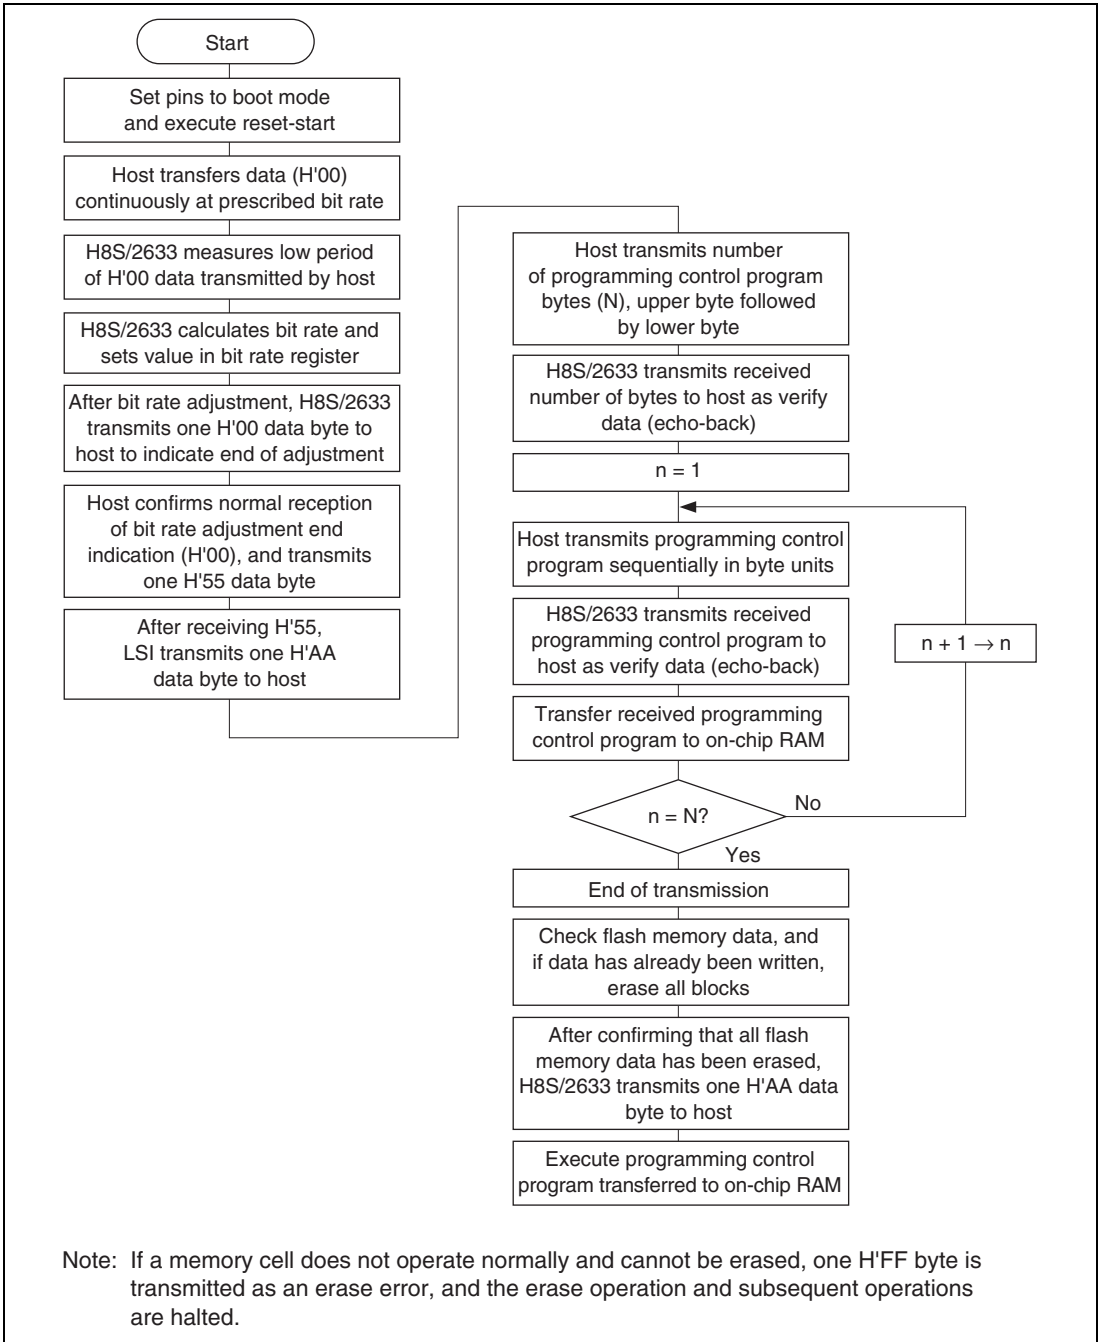 Start
Set pins to boot mode
and execute reset-start
Host transfers data (H'00)
continuously at prescribed bit rate
H8S/2633 measures low period
of H'00 data transmitted by host
H8S/2633 calculates bit rate and
sets value in bit rate register
After bit rate adjustment, H8S/2633
transmits one H'00 data byte to
host to indicate end of adjustment
Host confirms normal reception
of bit rate adjustment end
indication (H'00), and transmits
one H'55 data byte
After receiving H'55,
LSI transmits one H'AA
data byte to host
Host transmits number
of programming control program
bytes (N), upper byte followed
by lower byte
H8S/2633 transmits received
number of bytes to host as verify
data (echo-back)
n = 1
Host transmits programming control
program sequentially in byte units
H8S/2633 transmits received
programming control program to
host as verify data (echo-back)
n + 1 → n
Transfer received programming
control program to on-chip RAM
n = N?
No
Yes
End of transmission
Check flash memory data, and
if data has already been written,
erase all blocks
After confirming that all flash
memory data has been erased,
H8S/2633 transmits one H'AA data
byte to host
Execute programming control
program transferred to on-chip RAM
Note: If a memory cell does not operate normally and cannot be erased, one H'FF byte is
transmitted as an erase error, and the erase operation and subsequent operations
are halted.